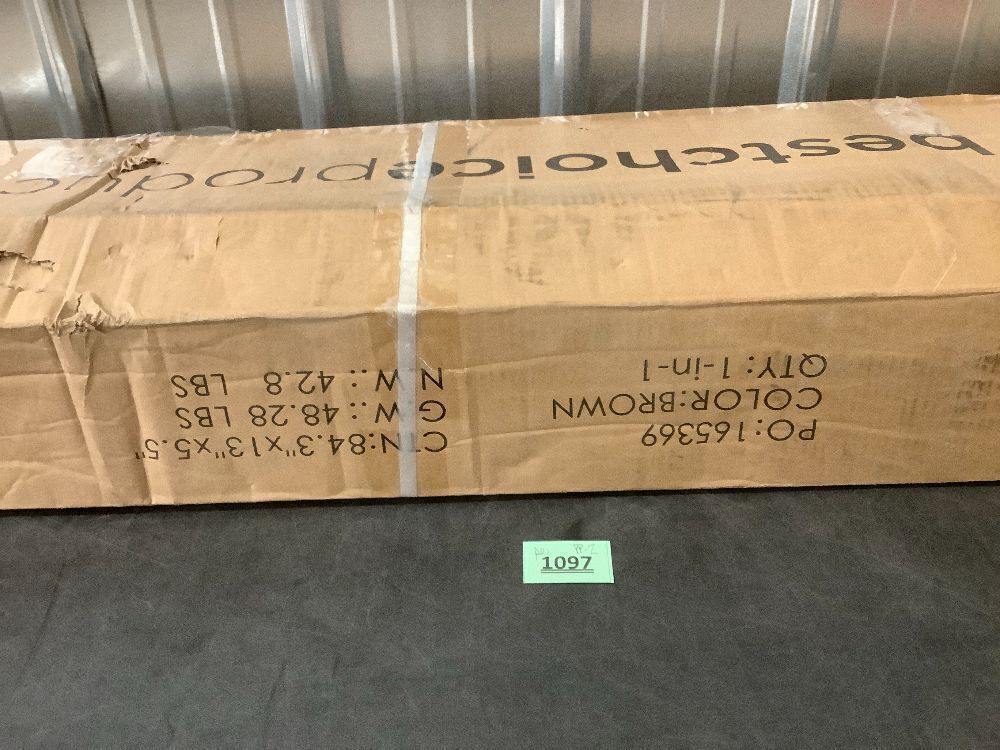 bestchoiceproduc
PO:165369
COLOR:BROWN
QTY: 1-in-1
CTN:84.3"x13"x5.5"
G.W.: 48.28 LBS
N.W.: 42.8 LBS
1097